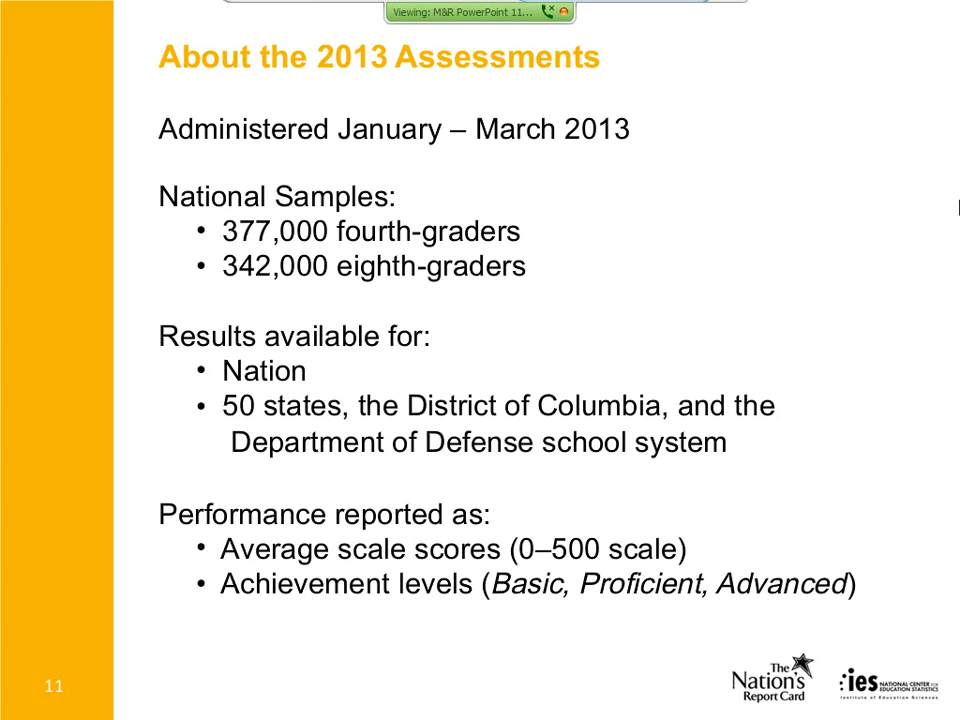 Viewing: M&R PowerPoint 11...
About the 2013 Assessments
Administered January – March 2013
National Samples:
• 377,000 fourth-graders
• 342,000 eighth-graders
Results available for:
• Nation
• 50 states, the District of Columbia, and the
Department of Defense school system
Performance reported as:
• Average scale scores (0–500 scale)
• Achievement levels (Basic, Proficient, Advanced)
11
The
Nation's
Report Card
ies NATIONAL CENTER FOR
EDUCATION STATISTICS
Institute of Education Sciences